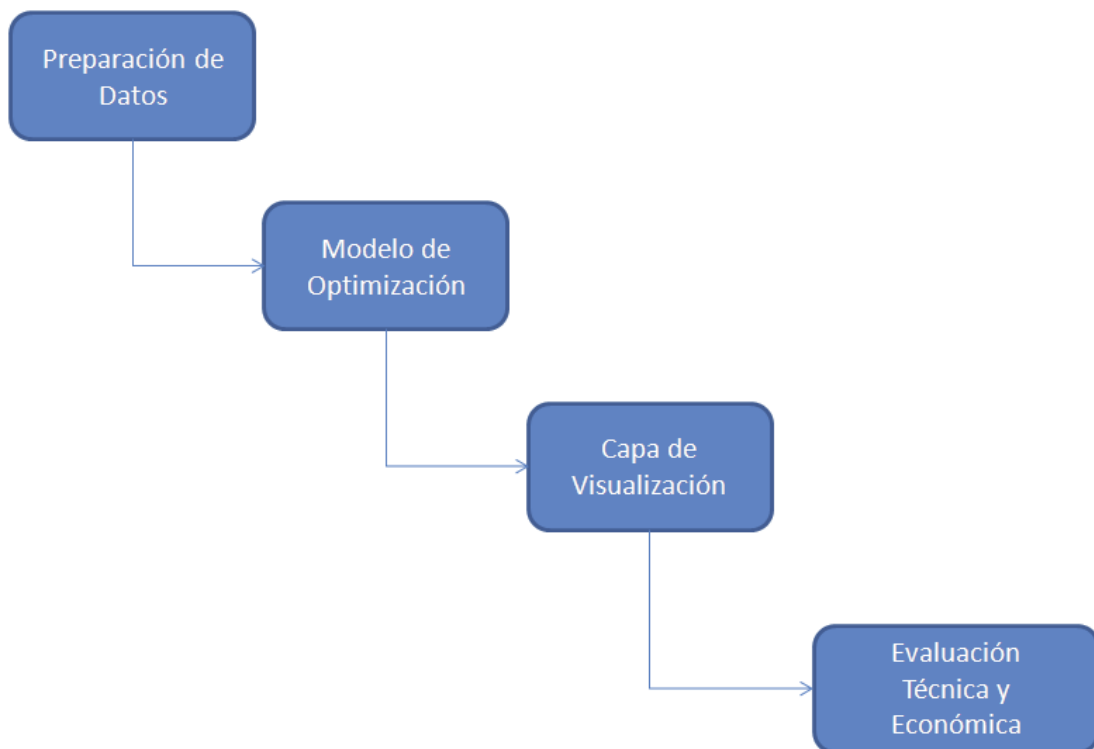 Preparación de
Datos
Modelo de
Optimización
Capa de
Visualización
Evaluación
Técnica y
Económica